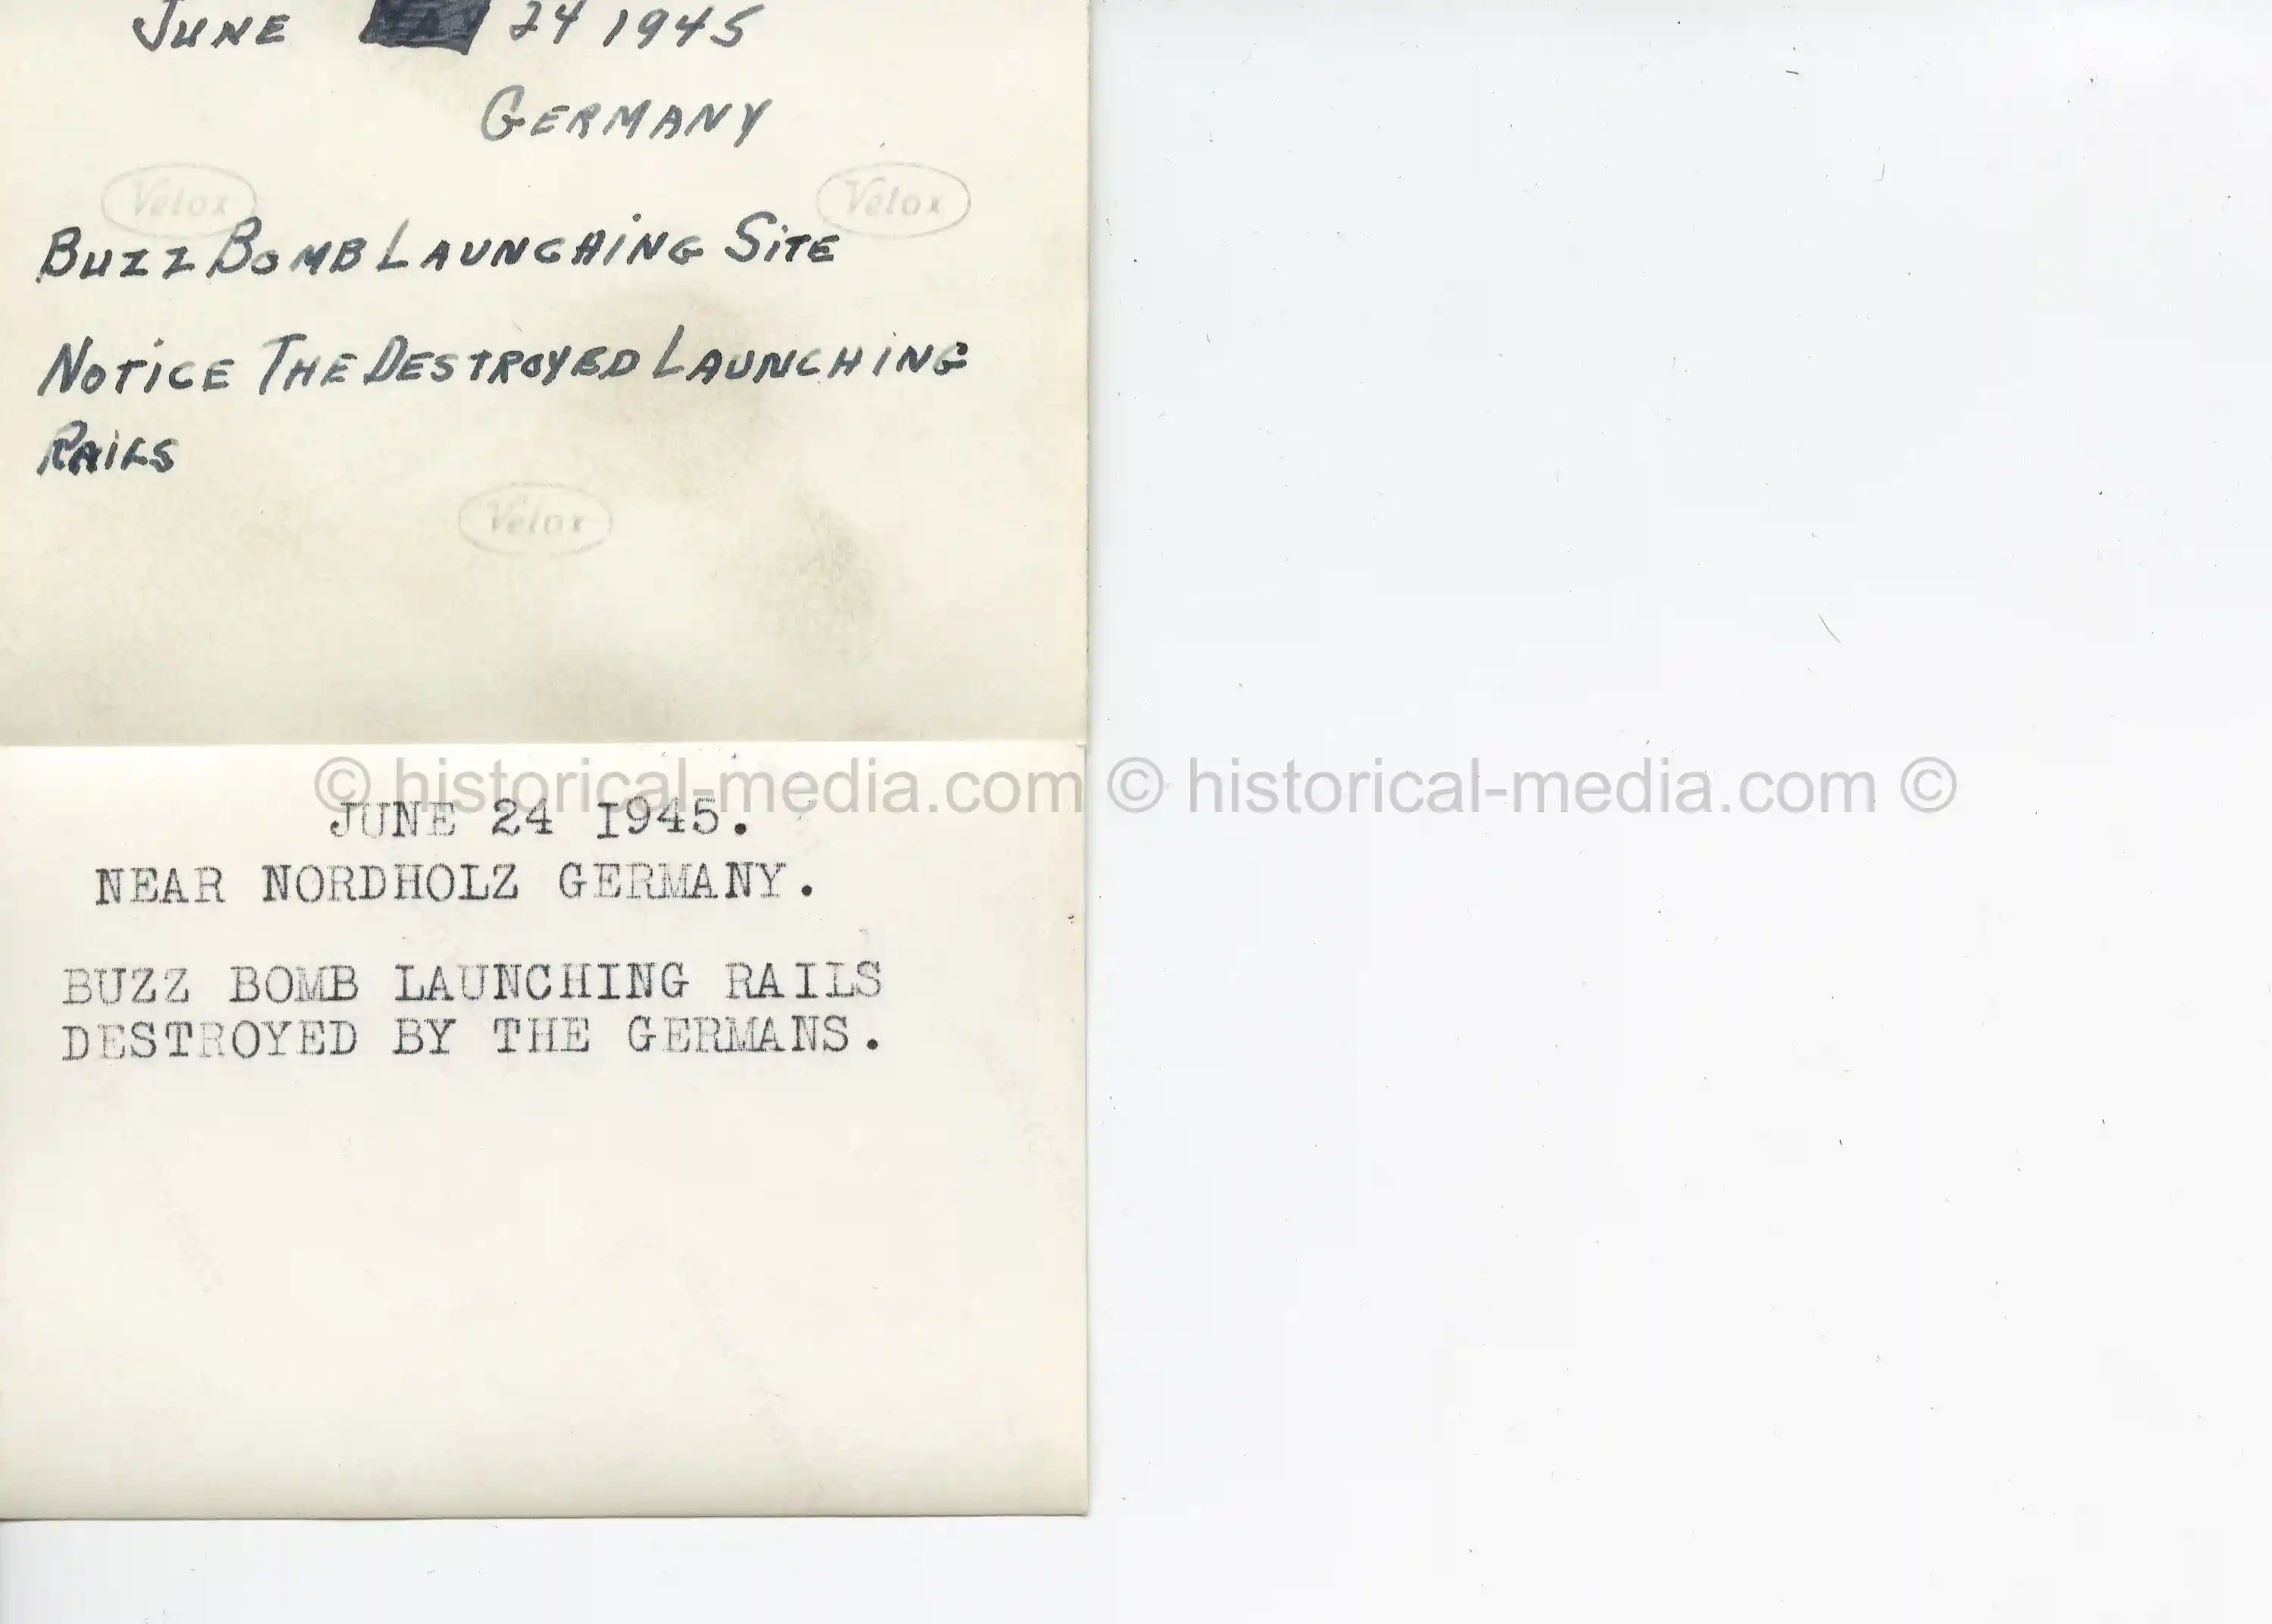 JUNE 24 1945
GERMANY
Velox Velox
BUZZ BOMB LAUNCHING SITE
NOTICE THE DESTROYED LAUNCHING
RAILS
Velox
© historical-media.com © historical-media.com ©
JUNE 24 1945.
NEAR NORDHOLZ GERMANY.
BUZZ BOMB LAUNCHING RAILS
DESTROYED BY THE GERMANS.